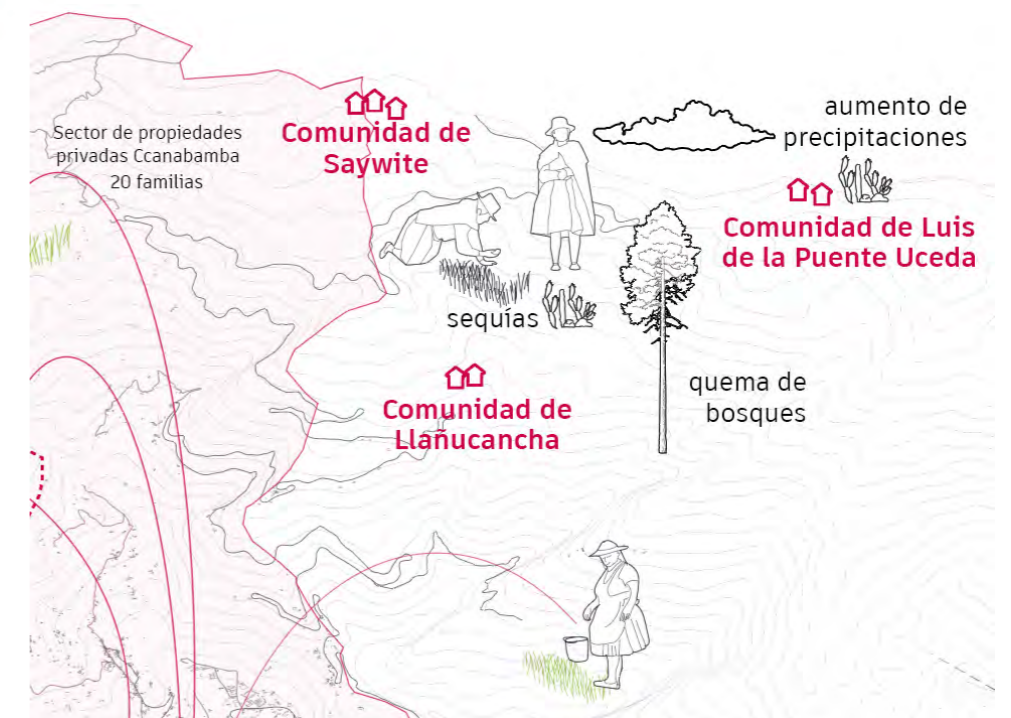 Sector de propiedades
privadas Ccanabamba
20 familias
Comunidad de
Saywite
aumento de
precipitaciones
Comunidad de Luis
de la Puente Uceda
sequías
Comunidad de
Llañucancha
quema de
bosques